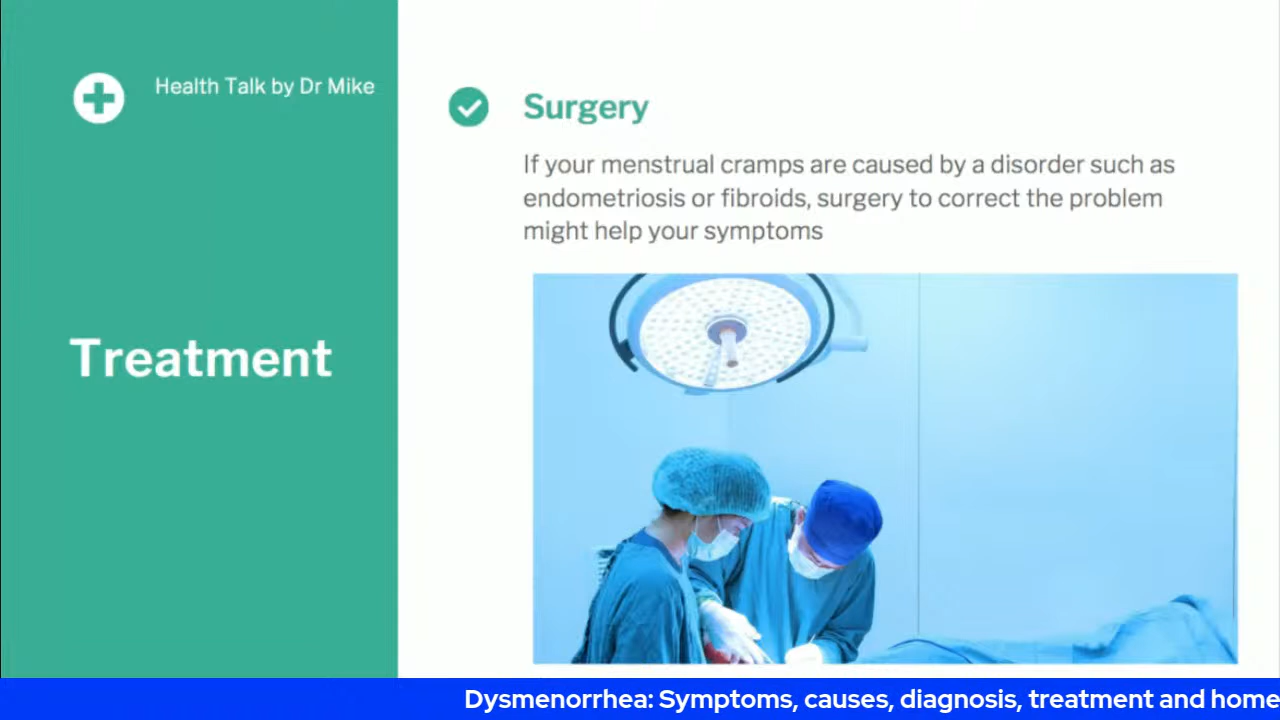 Health Talk by Dr Mike
Treatment
Surgery
If your menstrual cramps are caused by a disorder such as
endometriosis or fibroids, surgery to correct the problem
might help your symptoms
Dysmenorrhea: Symptoms, causes, diagnosis, treatment and home